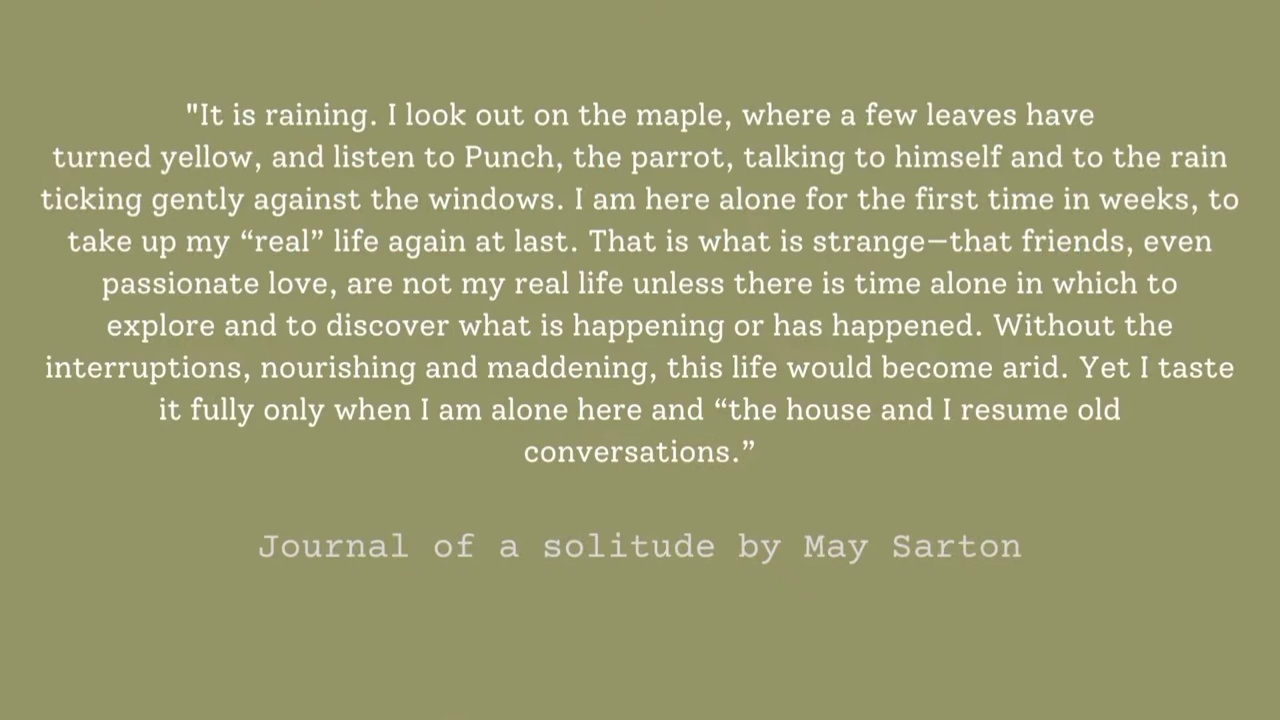 "It is raining. I look out on the maple, where a few leaves have
turned yellow, and listen to Punch, the parrot, talking to himself and to the rain
ticking gently against the windows. I am here alone for the first time in weeks, to
take up my “real” life again at last. That is what is strange—that friends, even
passionate love, are not my real life unless there is time alone in which to
explore and to discover what is happening or has happened. Without the
interruptions, nourishing and maddening, this life would become arid. Yet I taste
it fully only when I am alone here and “the house and I resume old
conversations.”
Journal of a solitude by May Sarton